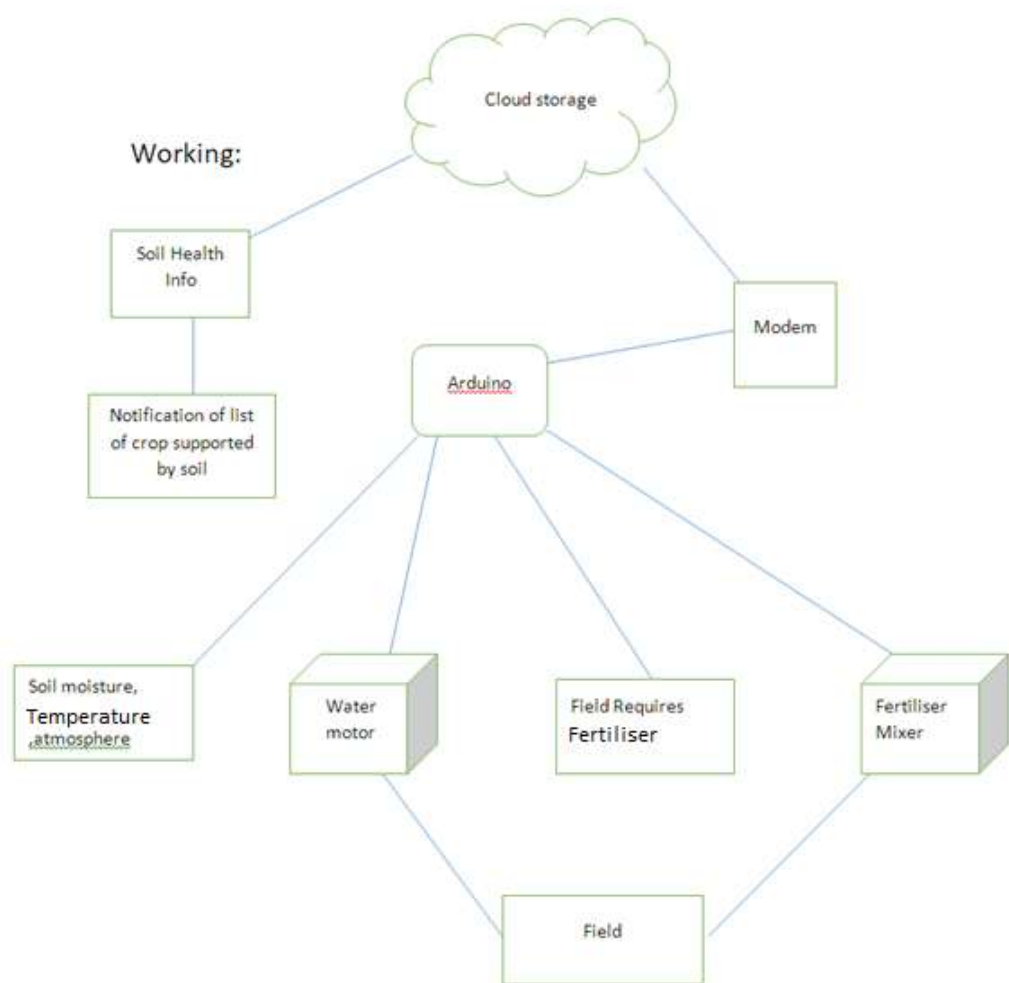 Cloud storage
Working:
Soil Health
Info
Modem
Arduino
Notification of list
of crop supported
by soil
Soil moisture,
Temperature
,atmosphere
Water
motor
Field Requires
Fertiliser
Fertiliser
Mixer
Field